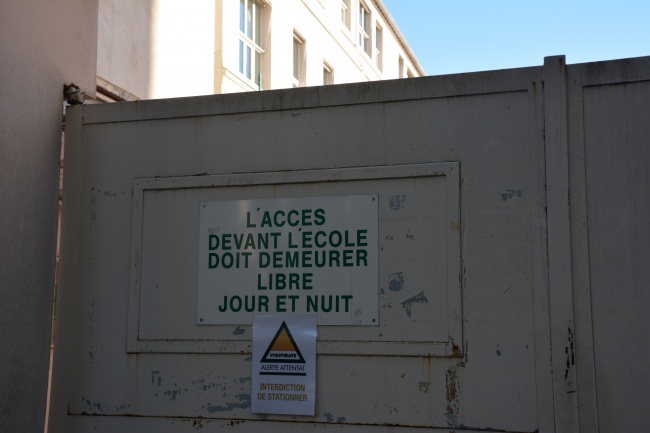 L'ACCES
DEVANT L'ECOLE
DOIT DEMEURER
LIBRE
JOUR ET NUIT
VIGIPIRATE
ALERTE ATTENTAT
INTERDICTION
DE STATIONNER